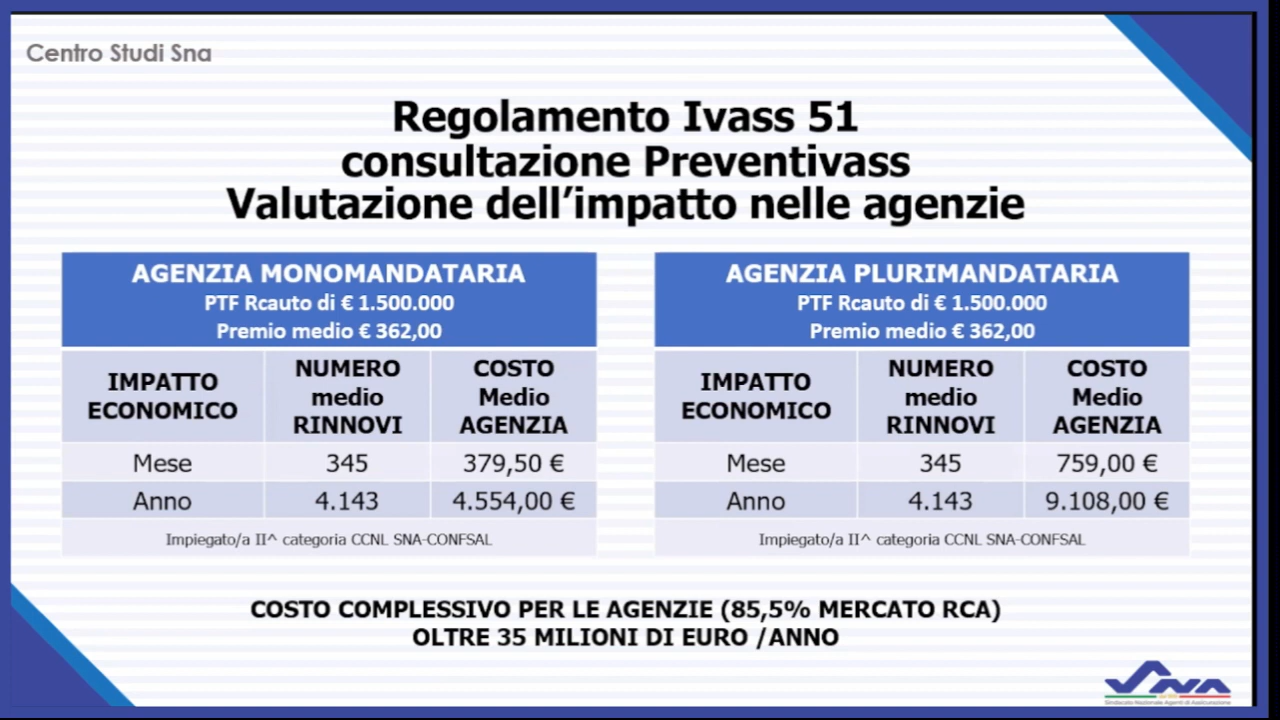 Centro Studi Sna
Regolamento Ivass 51
consultazione Preventivass
Valutazione dell’impatto nelle agenzie
AGENZIA MONOMANDATARIA
PTF Rcauto di € 1.500.000
Premio medio € 362,00
IMPATTO ECONOMICO
NUMERO medio RINNOVI
COSTO Medio AGENZIA
Mese 345 379,50 €
Anno 4.143 4.554,00 €
Impiegato/a II^ categoria CCNL SNA-CONFSAL
AGENZIA PLURIMANDATARIA
PTF Rcauto di € 1.500.000
Premio medio € 362,00
IMPATTO ECONOMICO
NUMERO medio RINNOVI
COSTO Medio AGENZIA
Mese 345 759,00 €
Anno 4.143 9.108,00 €
Impiegato/a II^ categoria CCNL SNA-CONFSAL
COSTO COMPLESSIVO PER LE AGENZIE (85,5% MERCATO RCA)
OLTRE 35 MILIONI DI EURO /ANNO
SNA
Sindacato Nazionale Agenti di Assicurazione